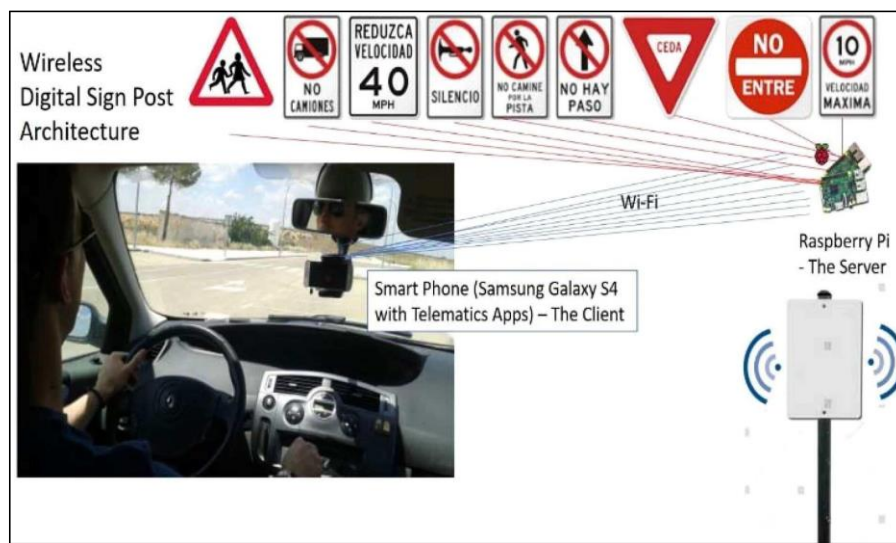 Wireless
Digital Sign Post
Architecture
NO
CAMIONES
REDUZCA
VELOCIDAD
40
MPH
SILENCIO
NO CAMINE
POR LA
PISTA
NO HAY
PASO
CEDA
NO
ENTRE
10
MPH
VELOCIDAD
MAXIMA
Wi-Fi
Raspberry Pi
- The Server
Smart Phone (Samsung Galaxy S4
with Telematics Apps) – The Client